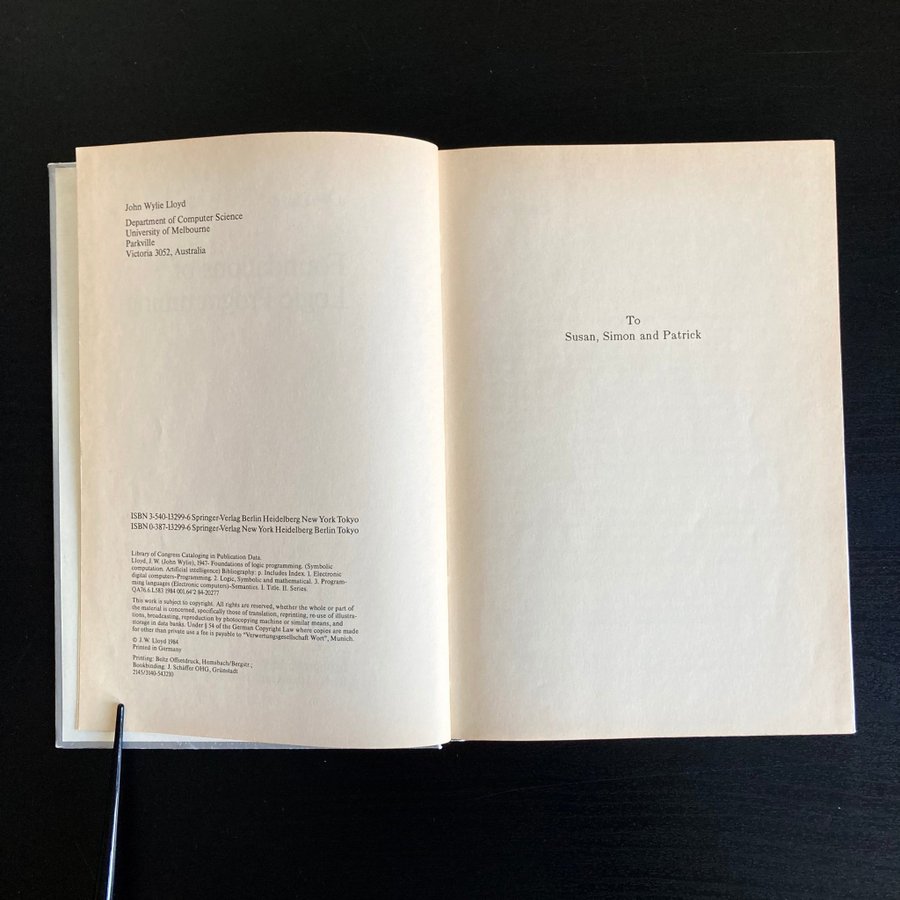 John Wylie Lloyd
Department of Computer Science
University of Melbourne
Parkville
Victoria 3052, Australia
ISBN 3-540-13299-6 Springer-Verlag Berlin Heidelberg New York Tokyo
ISBN 0-387-13299-6 Springer-Verlag New York Heidelberg Berlin Tokyo
Library of Congress Cataloging in Publication Data.
Lloyd, J. W. (John Wylie), 1947- Foundations of logic programming. (Symbolic
computation. Artificial intelligence) Bibliography: p. Includes Index. 1. Electronic
digital computers-Programming. 2. Logic, Symbolic and mathematical. 3. Program-
ming languages (Electronic computers)-Semantics. I. Title. II. Series.
QA76.6.L583 1984 001.64'2 84-20277
This work is subject to copyright. All rights are reserved, whether the whole or part of
the material is concerned, specifically those of translation, reprinting, re-use of illustra-
tions, broadcasting, reproduction by photocopying machine or similar means, and
storage in data banks. Under § 54 of the German Copyright Law where copies are made
for other than private use a fee is payable to "Verwertungsgesellschaft Wort", Munich.
© J. W. Lloyd 1984
Printed in Germany
Printing: Beltz Offsetdruck, Hemsbach/Bergstr.;
Bookbinding: J. Schäffer OHG, Grünstadt
2145/3140-543210
To
Susan, Simon and Patrick